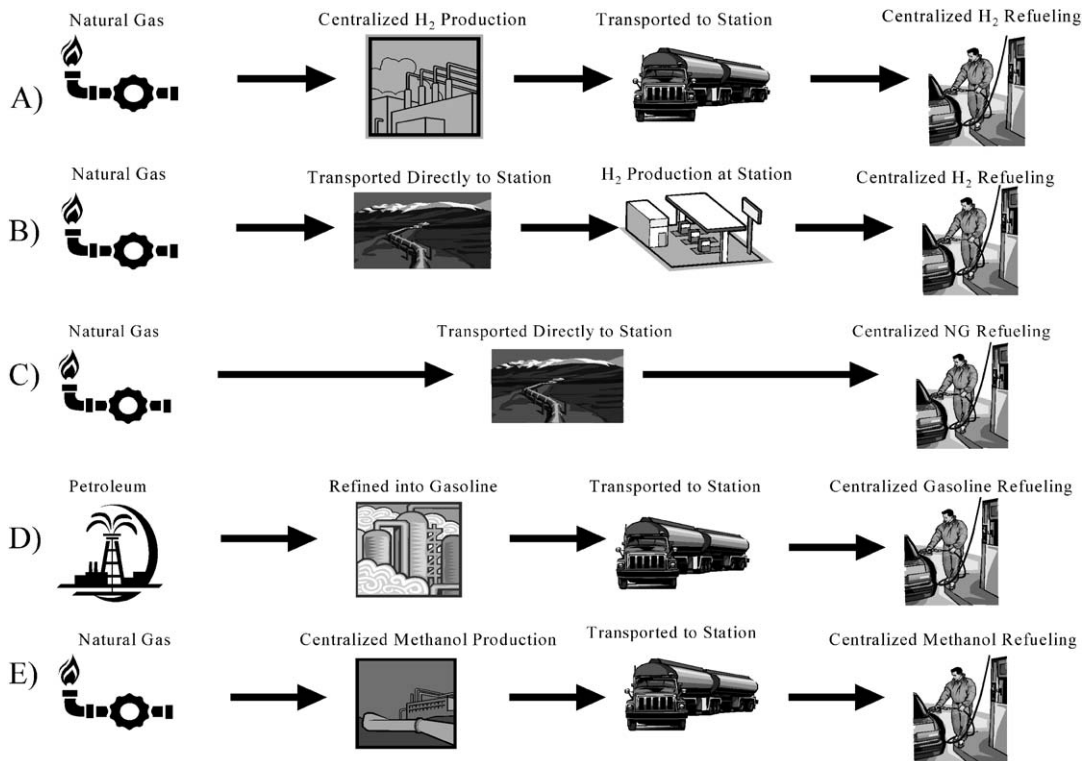 Natural Gas
Centralized H2 Production
Transported to Station
Centralized H2 Refueling
A)
Natural Gas
Transported Directly to Station
H2 Production at Station
Centralized H2 Refueling
B)
Natural Gas
Transported Directly to Station
Centralized NG Refueling
C)
Petroleum
Refined into Gasoline
Transported to Station
Centralized Gasoline Refueling
D)
Natural Gas
Centralized Methanol Production
Transported to Station
Centralized Methanol Refueling
E)